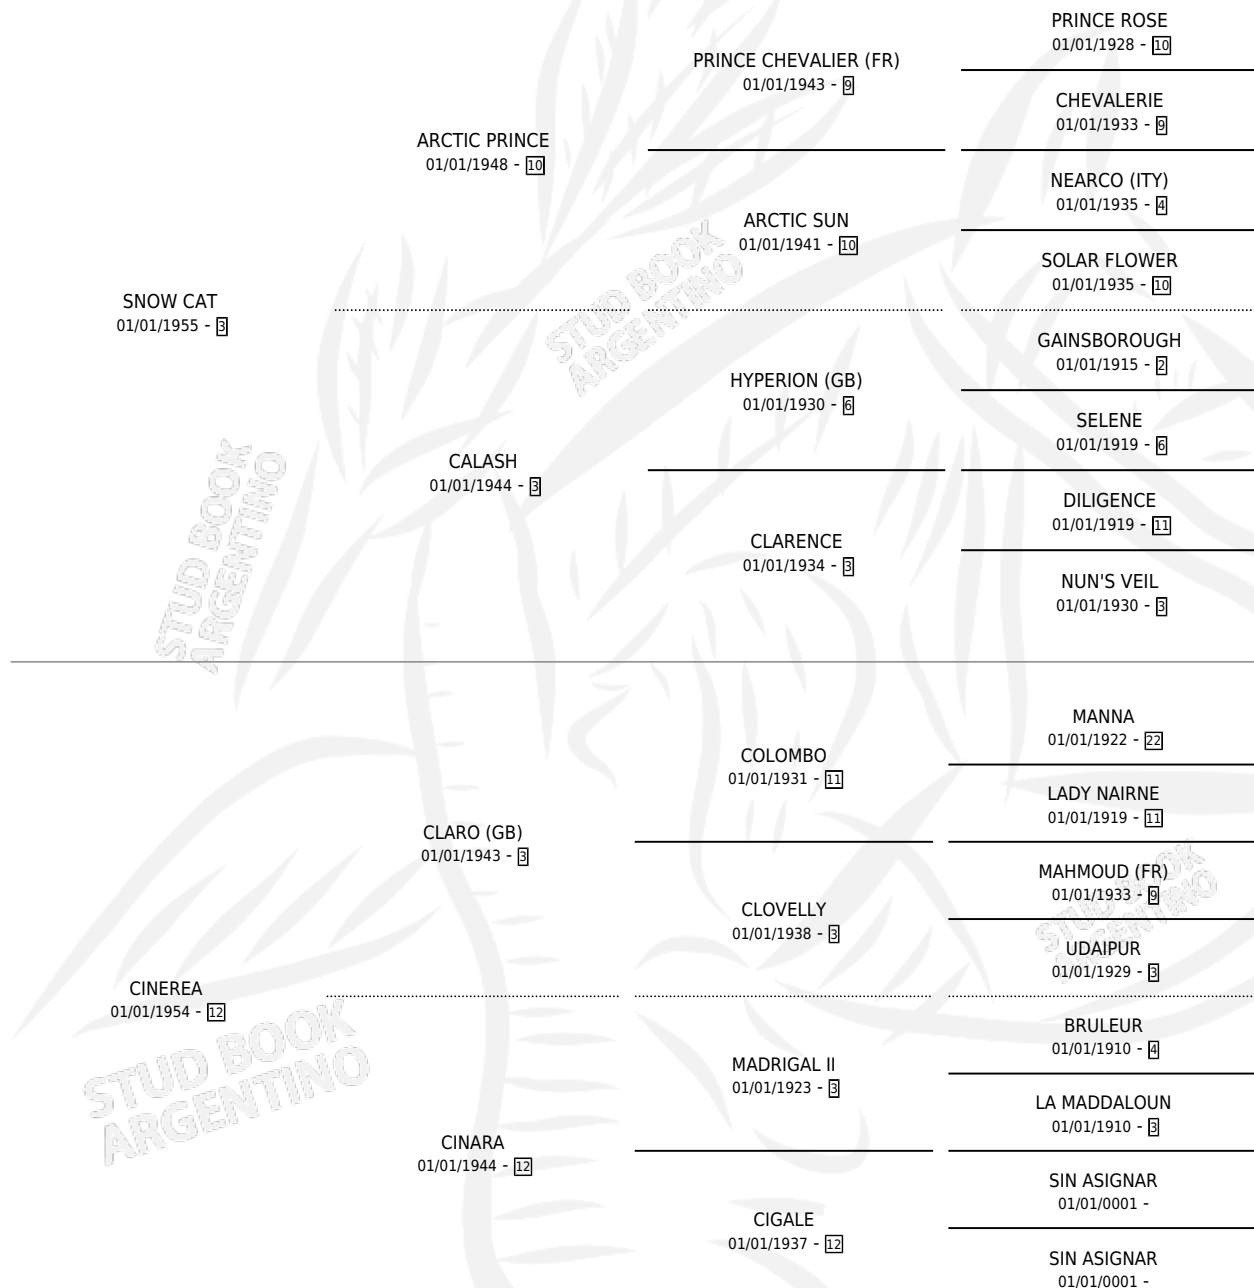 PRINCE ROSE
01/01/1928 - 10
PRINCE CHEVALIER (FR)
01/01/1943 - 9
CHEVALERIE
01/01/1933 - 9
ARCTIC PRINCE
01/01/1948 - 10
NEARCO (ITY)
01/01/1935 - 4
ARCTIC SUN
01/01/1941 - 10
SOLAR FLOWER
01/01/1935 - 10
SNOW CAT
01/01/1955 - 3
STUD BOOK
ARGENTINO
GAINSBOROUGH
01/01/1915 - 2
HYPERION (GB)
01/01/1930 - 6
SELENE
01/01/1919 - 6
CALASH
01/01/1944 - 3
DILIGENCE
01/01/1919 - 11
CLARENCE
01/01/1934 - 3
NUN'S VEIL
01/01/1930 - 3
STUD BOOK
ARGENTINO
MANNA
01/01/1922 - 22
COLOMBO
01/01/1931 - 11
LADY NAIRNE
01/01/1919 - 11
CLARO (GB)
01/01/1943 - 3
MAHMOUD (FR)
01/01/1933 - 9
CLOVELLY
01/01/1938 - 3
UDAIPUR
01/01/1929 - 3
STUD BOOK
ARGENTINO
CINEREA
01/01/1954 - 12
BRULEUR
01/01/1910 - 4
MADRIGAL II
01/01/1923 - 3
LA MADDALOUN
01/01/1910 - 3
STUD BOOK
ARGENTINO
CINARA
01/01/1944 - 12
SIN ASIGNAR
01/01/0001 -
CIGALE
01/01/1937 - 12
SIN ASIGNAR
01/01/0001 -